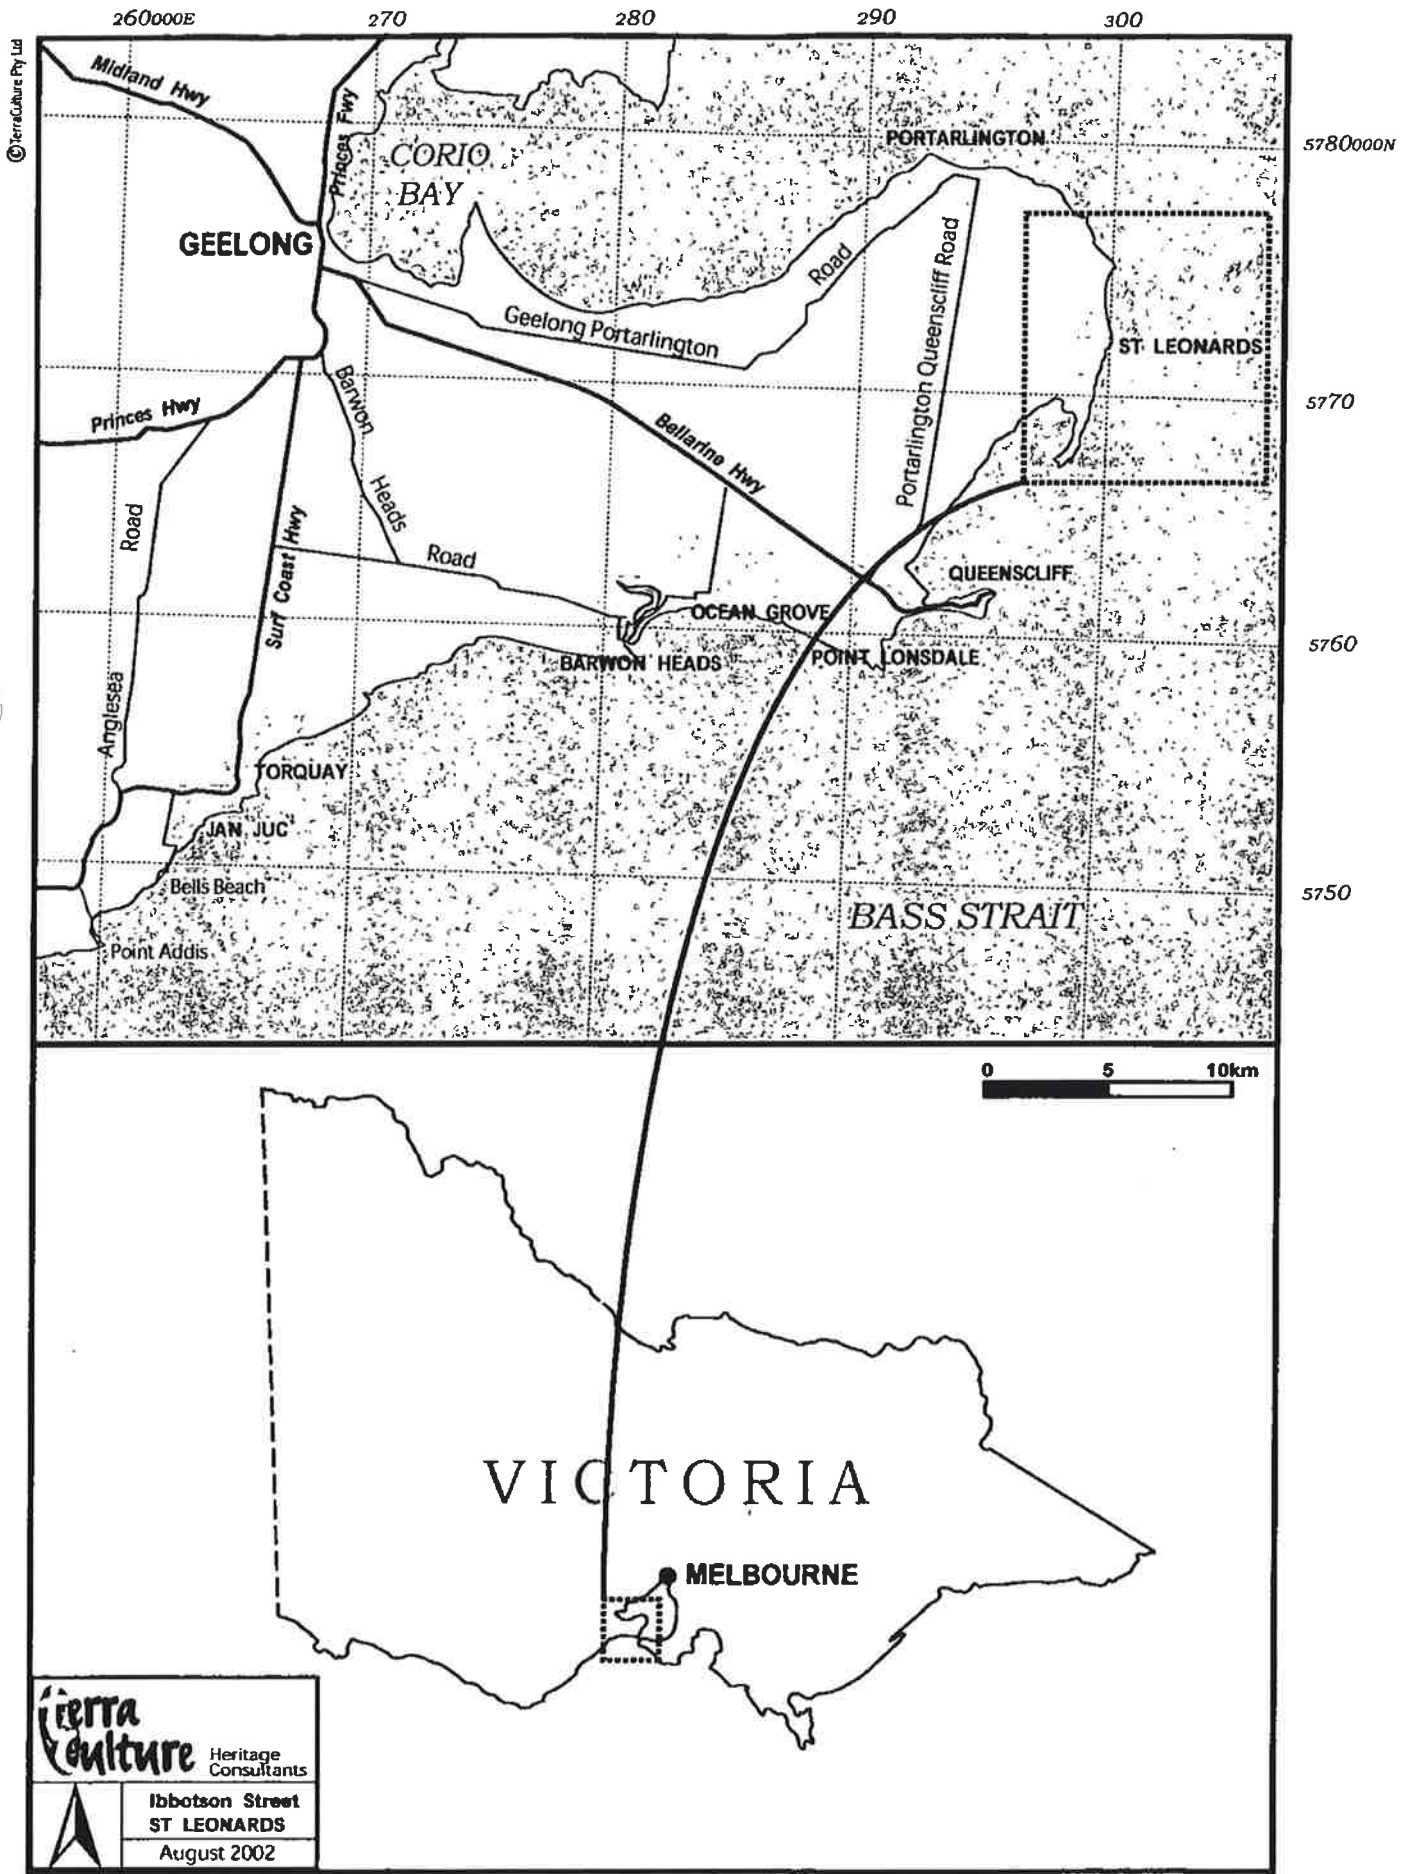 260000E 270 280 290 300
©TerraCulture Pty Ltd
Midland Hwy
Princes Fwy
CORIO
BAY
PORTARLINGTON
5780000N
GEELONG
Road
Portarlington Queenscliff Road
Geelong Portarlington
ST LEONARDS
Barwon
5770
Princes Hwy
Bellarine Hwy
Heads
Road
Surf Coast Hwy
Road
QUEENSCLIFF
OCEAN GROVE
5760
BARWON HEADS
POINT LONSDALE
Anglesea
TORQUAY
JAN JUC
Bells Beach
5750
BASS STRAIT
Point Addis
0 5 10km
VICTORIA
MELBOURNE
Terra
Culture
Heritage
Consultants
Ibbotson Street
ST LEONARDS
August 2002